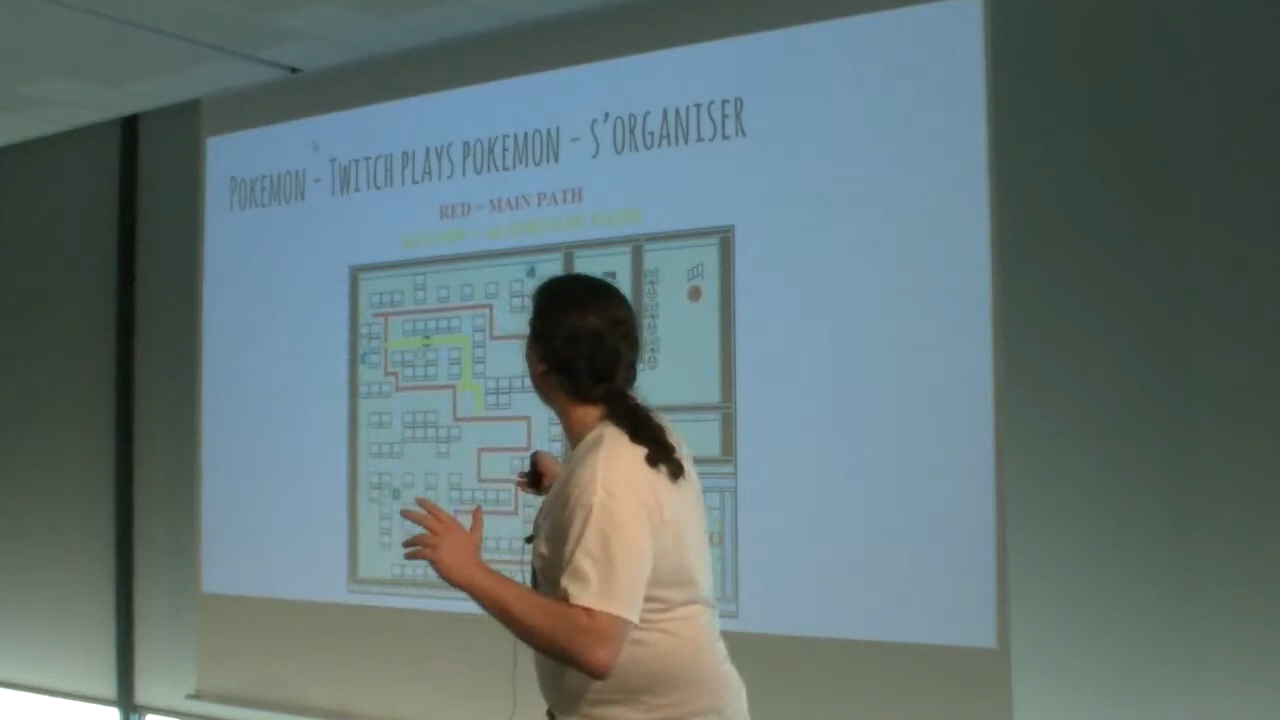 POKEMON - TWITCH PLAYS POKEMON - S'ORGANISER
RED = MAIN PATH